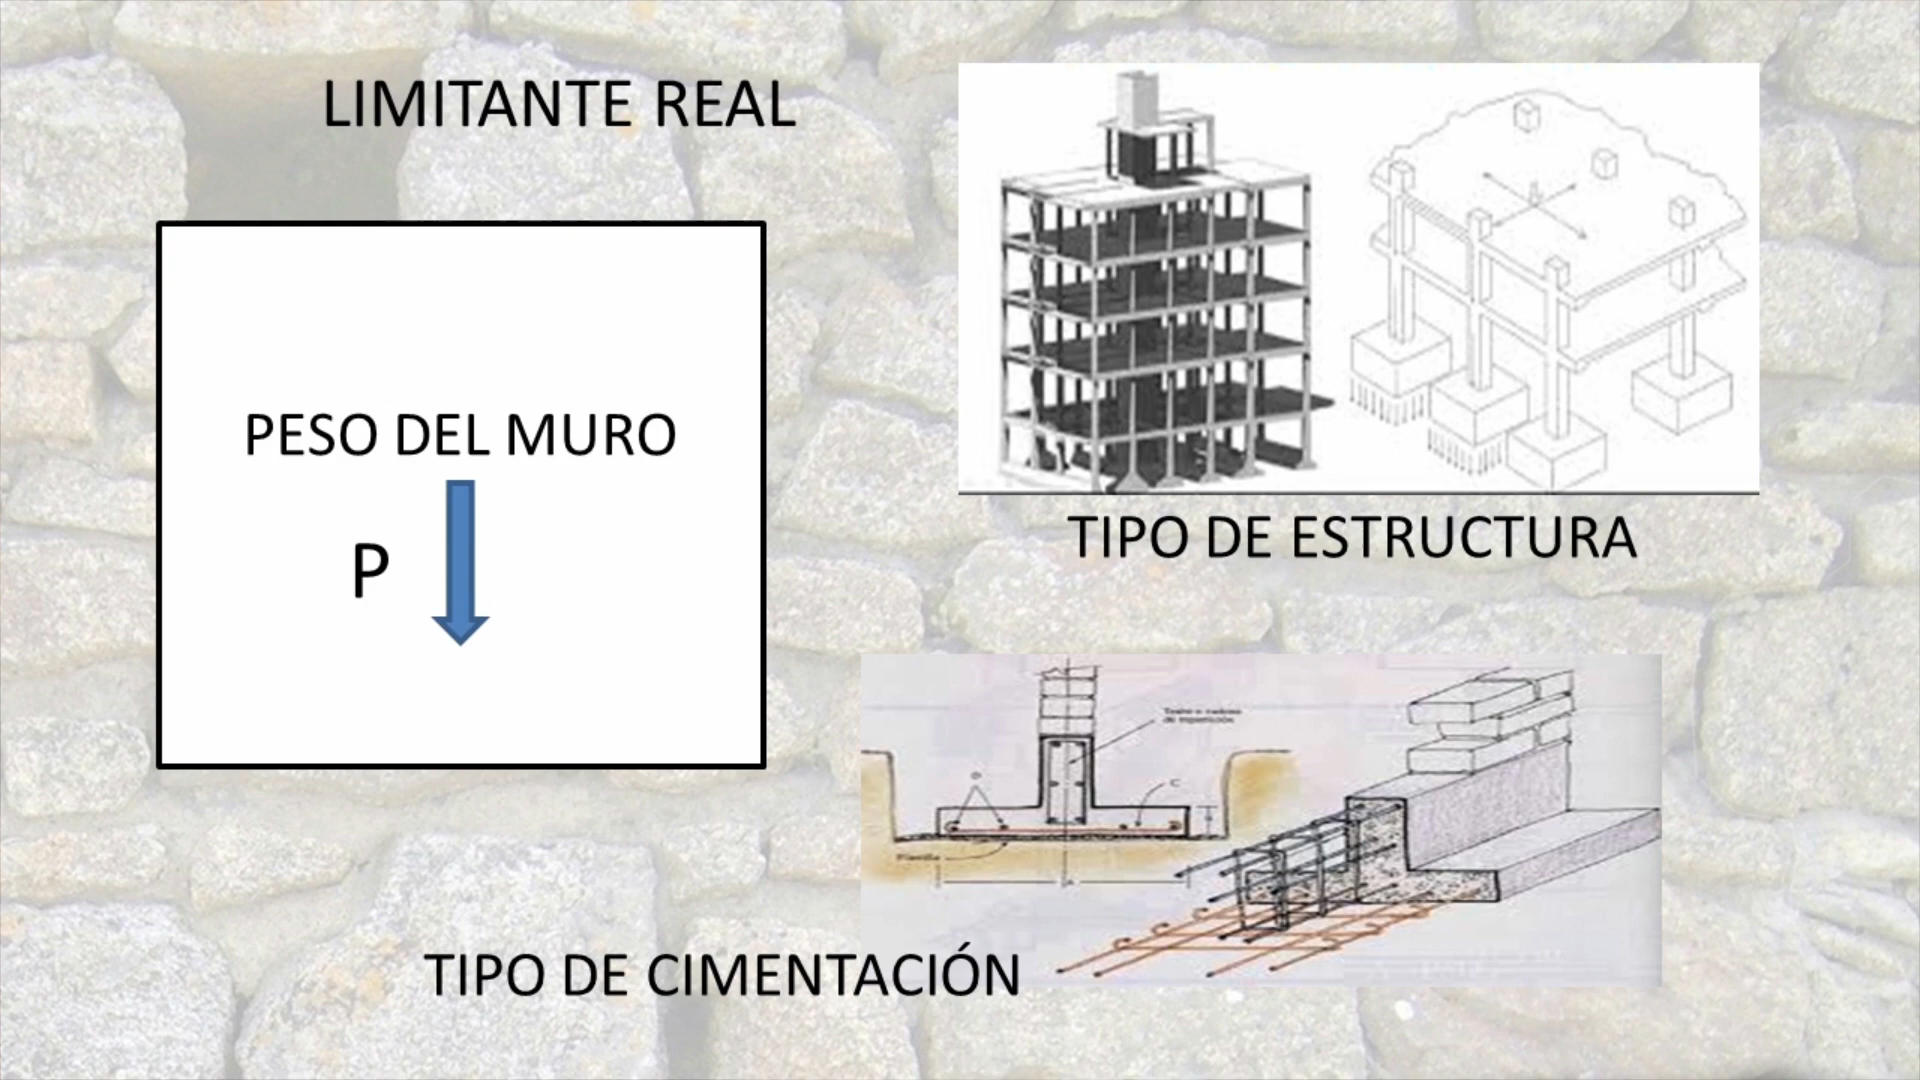 LIMITANTE REAL
PESO DEL MURO
P
TIPO DE ESTRUCTURA
C
TIPO DE CIMENTACIÓN